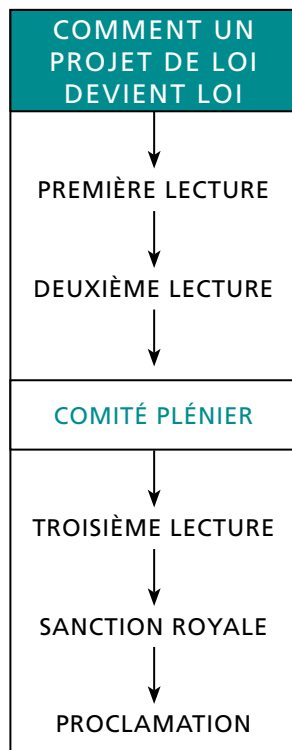 COMMENT UN
PROJET DE LOI
DEVIENT LOI
PREMIÈRE LECTURE
DEUXIÈME LECTURE
COMITÉ PLÉNIER
TROISIÈME LECTURE
SANCTION ROYALE
PROCLAMATION